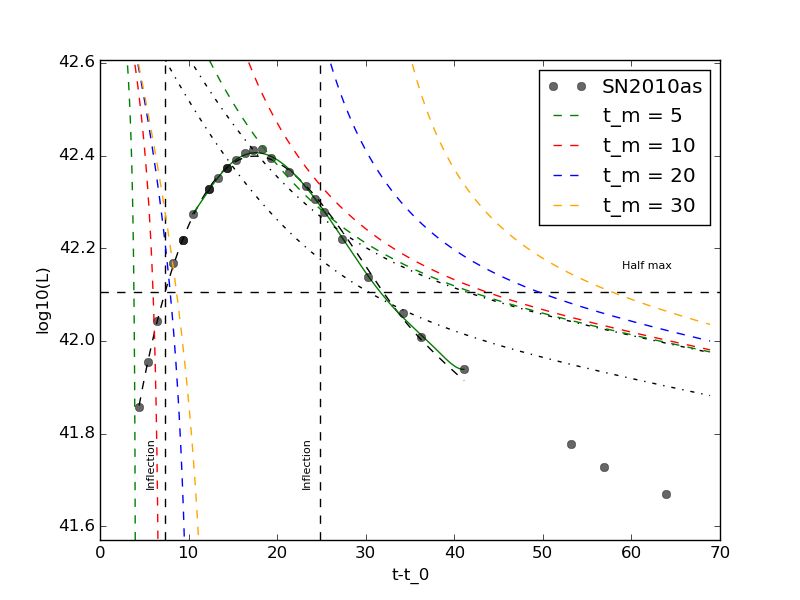 42.6
42.4
42.2
42.0
41.8
41.6
log10(L)
0
10
20
30
40
50
60
70
t-t_0
SN2010as
t_m = 5
t_m = 10
t_m = 20
t_m = 30
Half max
Inflection
Inflection